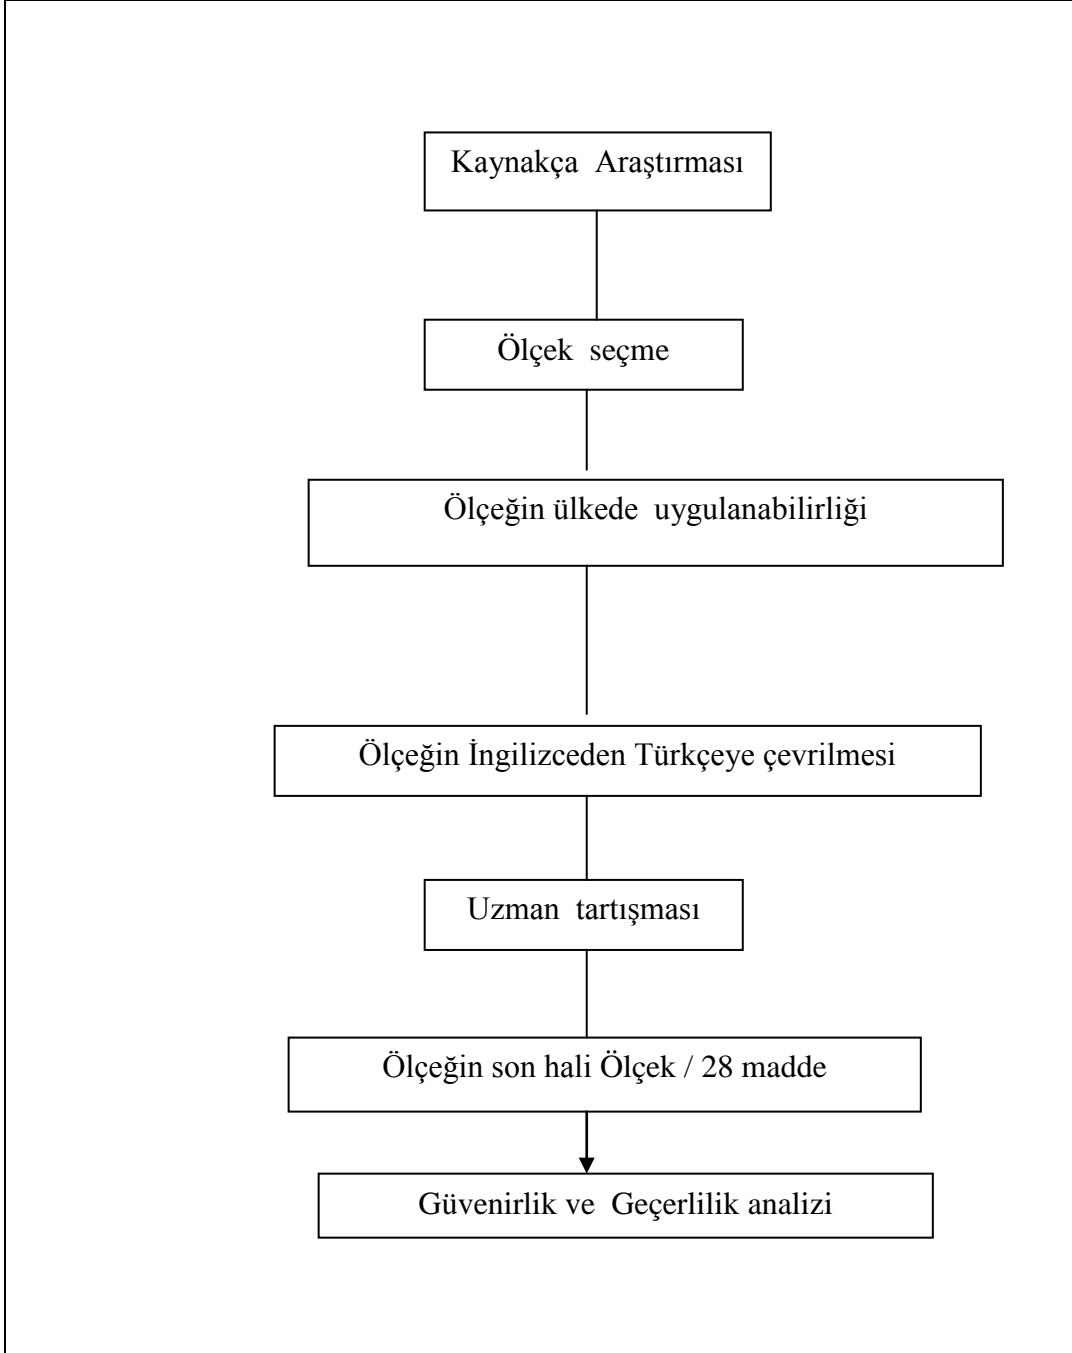 Kaynakça Araştırması
Ölçek seçme
Ölçeğin ülkede uygulanabilirliği
Ölçeğin İngilizceden Türkçeye çevrilmesi
Uzman tartışması
Ölçeğin son hali Ölçek / 28 madde
Güvenirlik ve Geçerlilik analizi